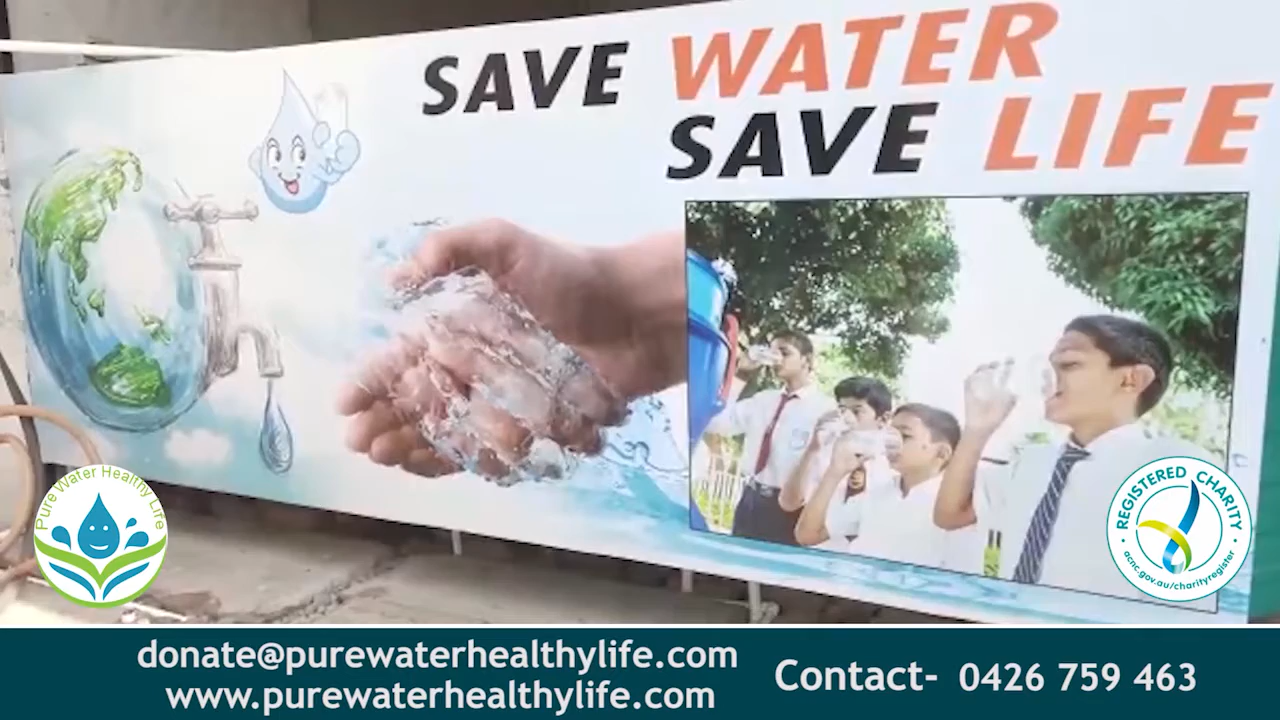 SAVE WATER
SAVE LIFE
Pure Water Healthy Life
REGISTERED CHARITY
acnc.gov.au/charityregister
donate@purewaterhealthylife.com
www.purewaterhealthylife.com
Contact- 0426 759 463